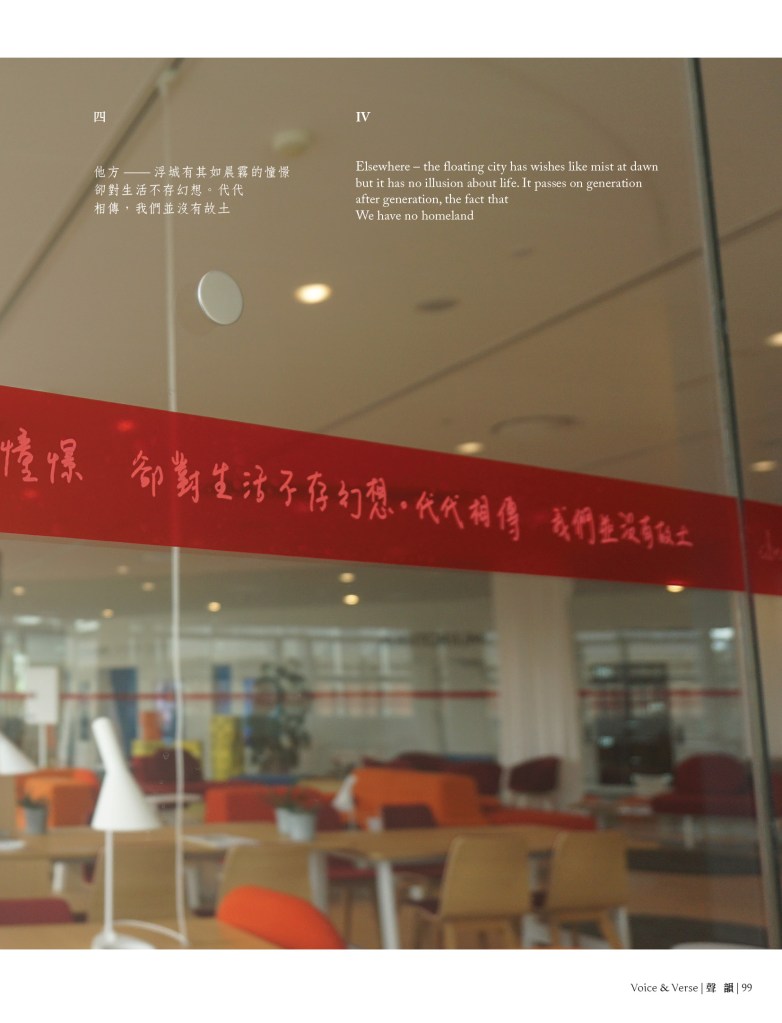 四
他方 —— 浮城有其如晨霧的憧憬
卻對生活不存幻想。代代
相傳，我們並沒有故土
IV
Elsewhere – the floating city has wishes like mist at dawn
but it has no illusion about life. It passes on generation
after generation, the fact that
We have no homeland
憧憬 卻對生活不存幻想。代代相傳 我們並沒有故土
Voice & Verse | 聲 韻 | 99